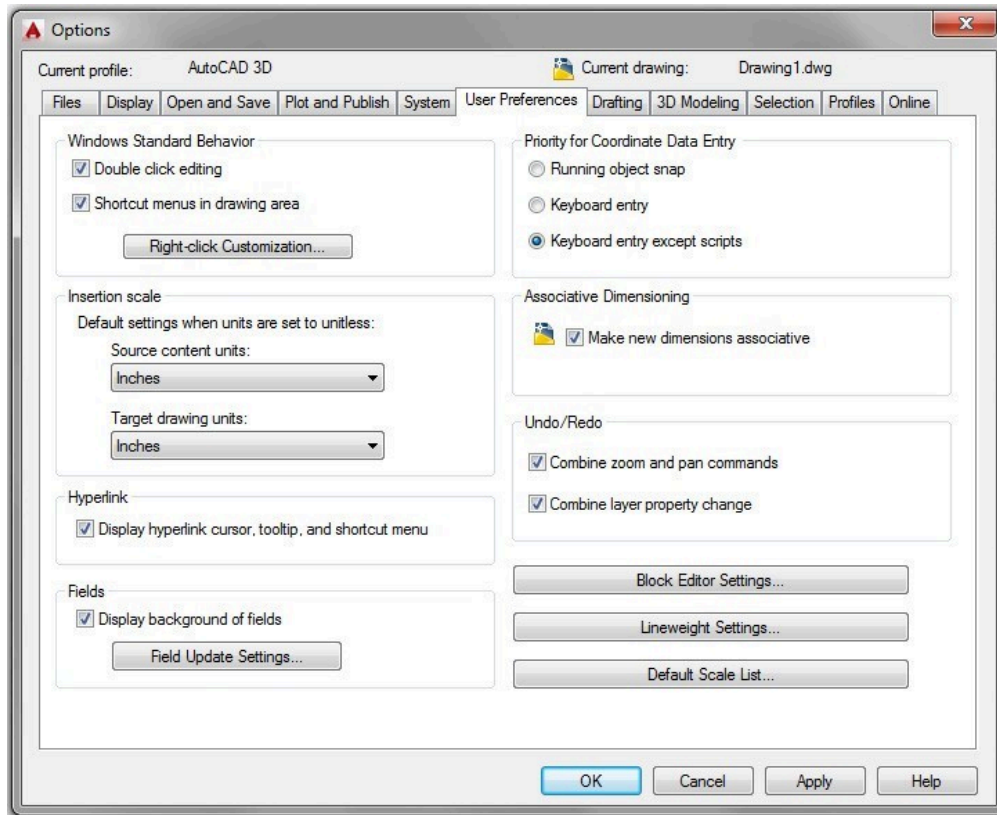 Options
Current profile: AutoCAD 3D Current drawing: Drawing1.dwg
Files Display Open and Save Plot and Publish System User Preferences Drafting 3D Modeling Selection Profiles Online
Windows Standard Behavior
Double click editing
Shortcut menus in drawing area
Right-click Customization...
Insertion scale
Default settings when units are set to unitless:
Source content units:
Inches
Target drawing units:
Inches
Hyperlink
Display hyperlink cursor, tooltip, and shortcut menu
Fields
Display background of fields
Field Update Settings...
Priority for Coordinate Data Entry
Running object snap
Keyboard entry
Keyboard entry except scripts
Associative Dimensioning
Make new dimensions associative
Undo/Redo
Combine zoom and pan commands
Combine layer property change
Block Editor Settings...
Lineweight Settings...
Default Scale List...
OK Cancel Apply Help